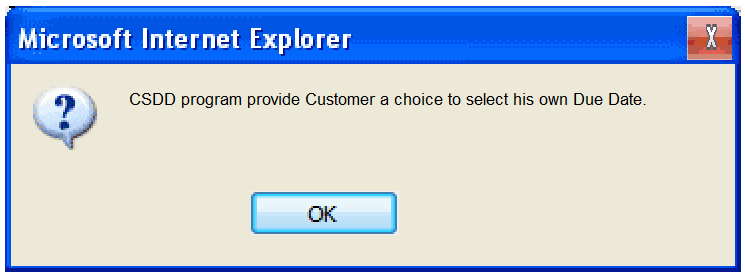 Microsoft Internet Explorer
X
?
CSDD program provide Customer a choice to select his own Due Date.
OK